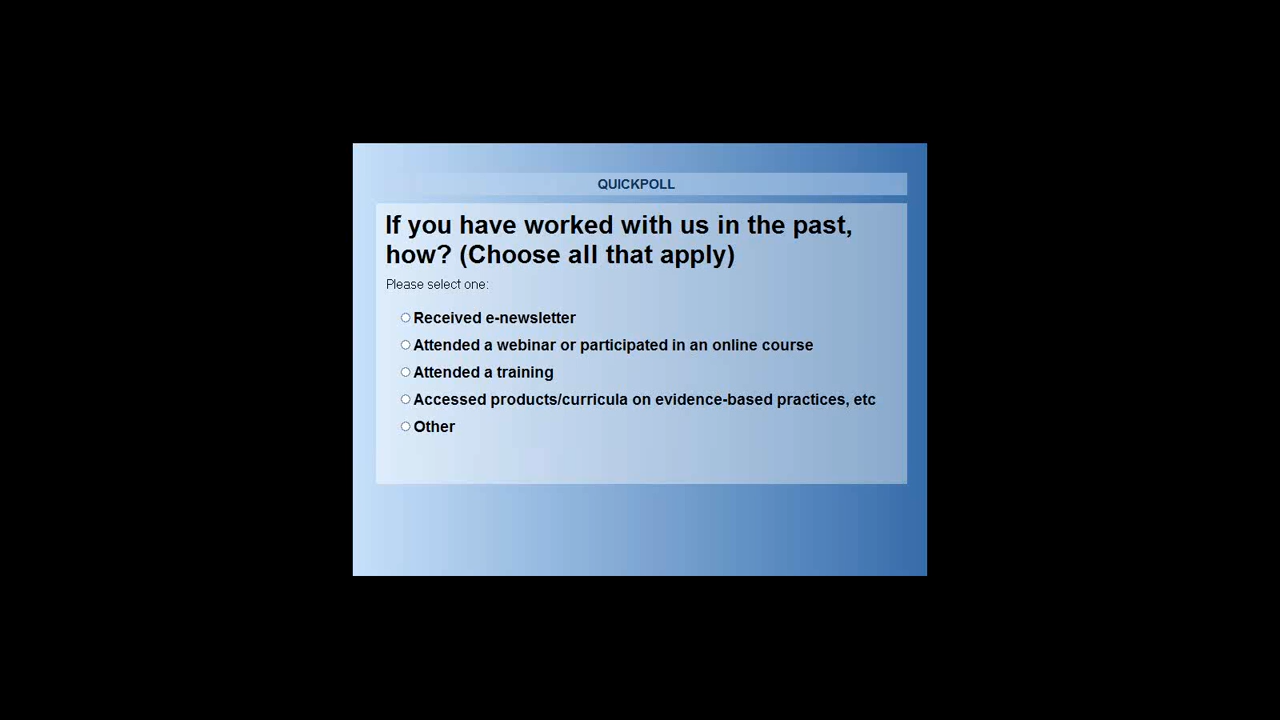 QUICKPOLL
If you have worked with us in the past,
how? (Choose all that apply)
Please select one:
Received e-newsletter
Attended a webinar or participated in an online course
Attended a training
Accessed products/curricula on evidence-based practices, etc
Other